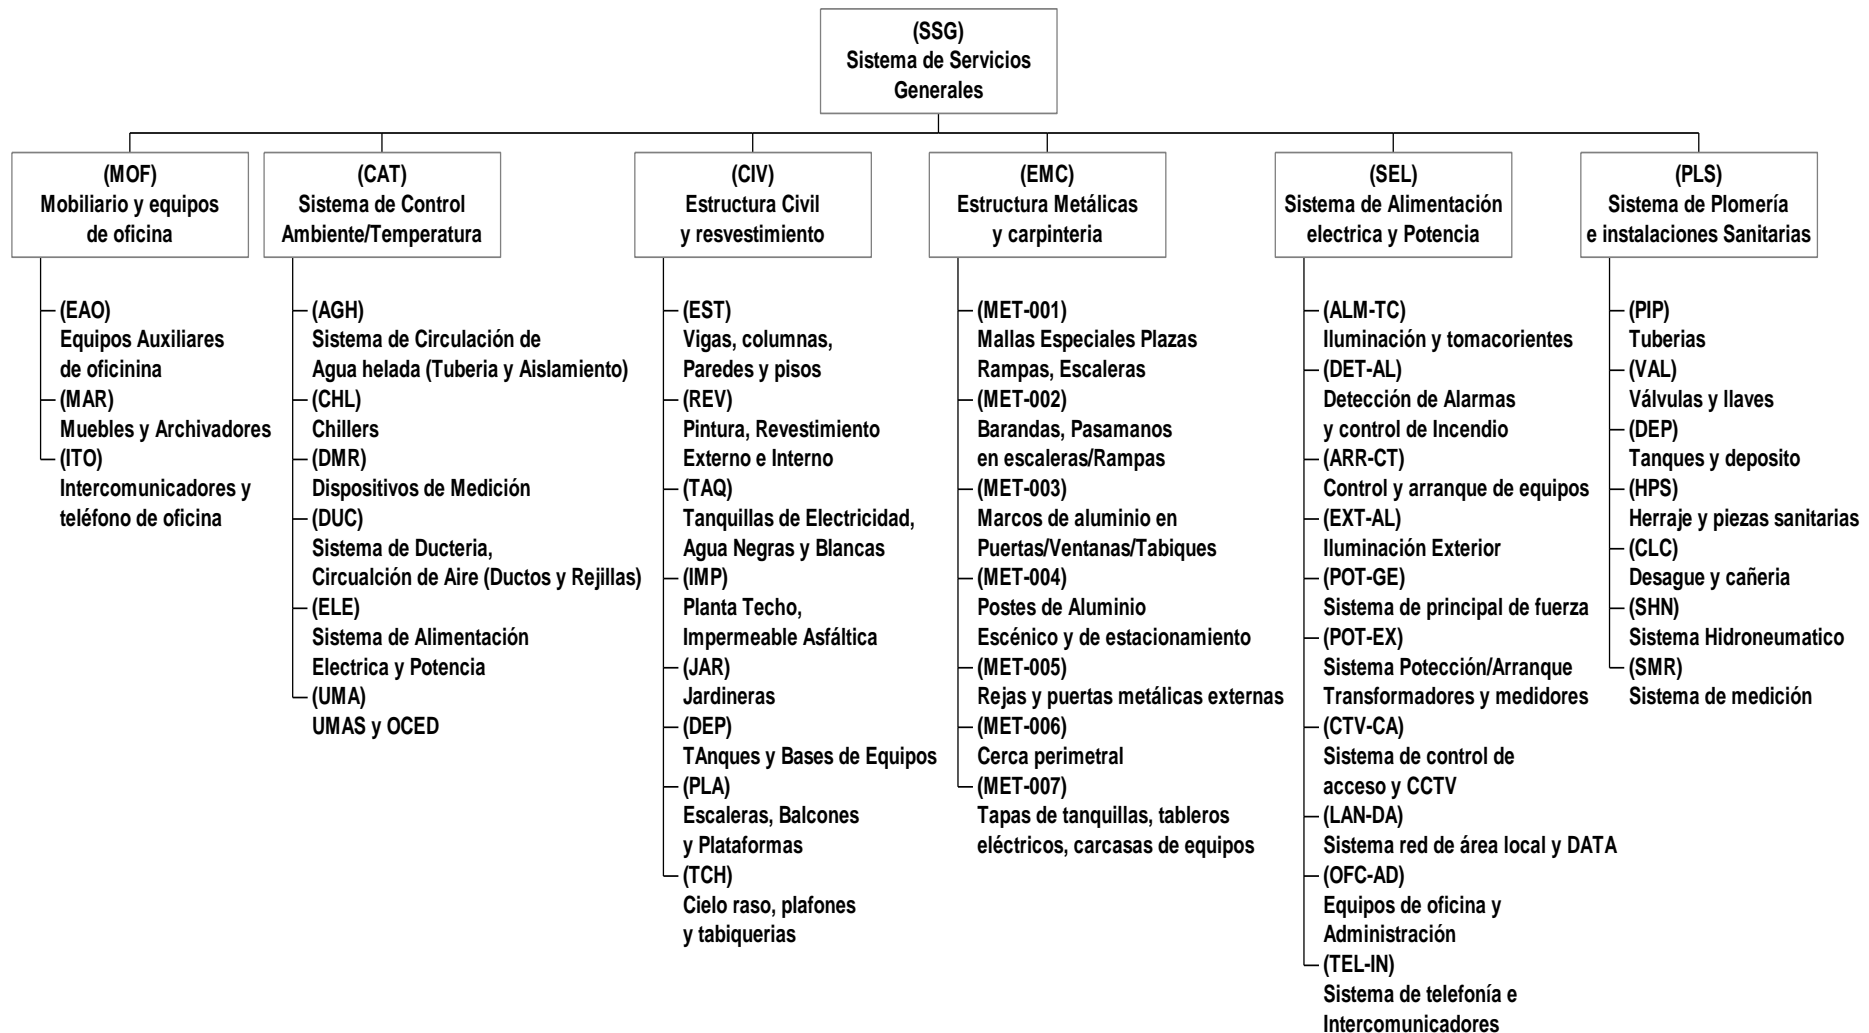 (SSG)
Sistema de Servicios
Generales
(MOF)
Mobiliario y equipos
de oficina
(EAO)
Equipos Auxiliares
de oficinina
(MAR)
Muebles y Archivadores
(ITO)
Intercomunicadores y
teléfono de oficina
(CAT)
Sistema de Control
Ambiente/Temperatura
(AGH)
Sistema de Circulación de
Agua helada (Tuberia y Aislamiento)
(CHL)
Chillers
(DMR)
Dispositivos de Medición
(DUC)
Sistema de Ducteria,
Circualción de Aire (Ductos y Rejillas)
(ELE)
Sistema de Alimentación
Electrica y Potencia
(UMA)
UMAS y OCED
(CIV)
Estructura Civil
y resvestimiento
(EST)
Vigas, columnas,
Paredes y pisos
(REV)
Pintura, Revestimiento
Externo e Interno
(TAQ)
Tanquillas de Electricidad,
Agua Negras y Blancas
(IMP)
Planta Techo,
Impermeable Asfáltica
(JAR)
Jardineras
(DEP)
TAnques y Bases de Equipos
(PLA)
Escaleras, Balcones
y Plataformas
(TCH)
Cielo raso, plafones
y tabiquerias
(EMC)
Estructura Metálicas
y carpinteria
(MET-001)
Mallas Especiales Plazas
Rampas, Escaleras
(MET-002)
Barandas, Pasamanos
en escaleras/Rampas
(MET-003)
Marcos de aluminio en
Puertas/Ventanas/Tabiques
(MET-004)
Postes de Aluminio
Escénico y de estacionamiento
(MET-005)
Rejas y puertas metálicas externas
(MET-006)
Cerca perimetral
(MET-007)
Tapas de tanquillas, tableros
eléctricos, carcasas de equipos
(SEL)
Sistema de Alimentación
electrica y Potencia
(ALM-TC)
Iluminación y tomacorientes
(DET-AL)
Detección de Alarmas
y control de Incendio
(ARR-CT)
Control y arranque de equipos
(EXT-AL)
Iluminación Exterior
(POT-GE)
Sistema de principal de fuerza
(POT-EX)
Sistema Potección/Arranque
Transformadores y medidores
(CTV-CA)
Sistema de control de
acceso y CCTV
(LAN-DA)
Sistema red de área local y DATA
(OFC-AD)
Equipos de oficina y
Administración
(TEL-IN)
Sistema de telefonía e
Intercomunicadores
(PLS)
Sistema de Plomería
e instalaciones Sanitarias
(PIP)
Tuberias
(VAL)
Válvulas y llaves
(DEP)
Tanques y deposito
(HPS)
Herraje y piezas sanitarias
(CLC)
Desague y cañeria
(SHN)
Sistema Hidroneumatico
(SMR)
Sistema de medición